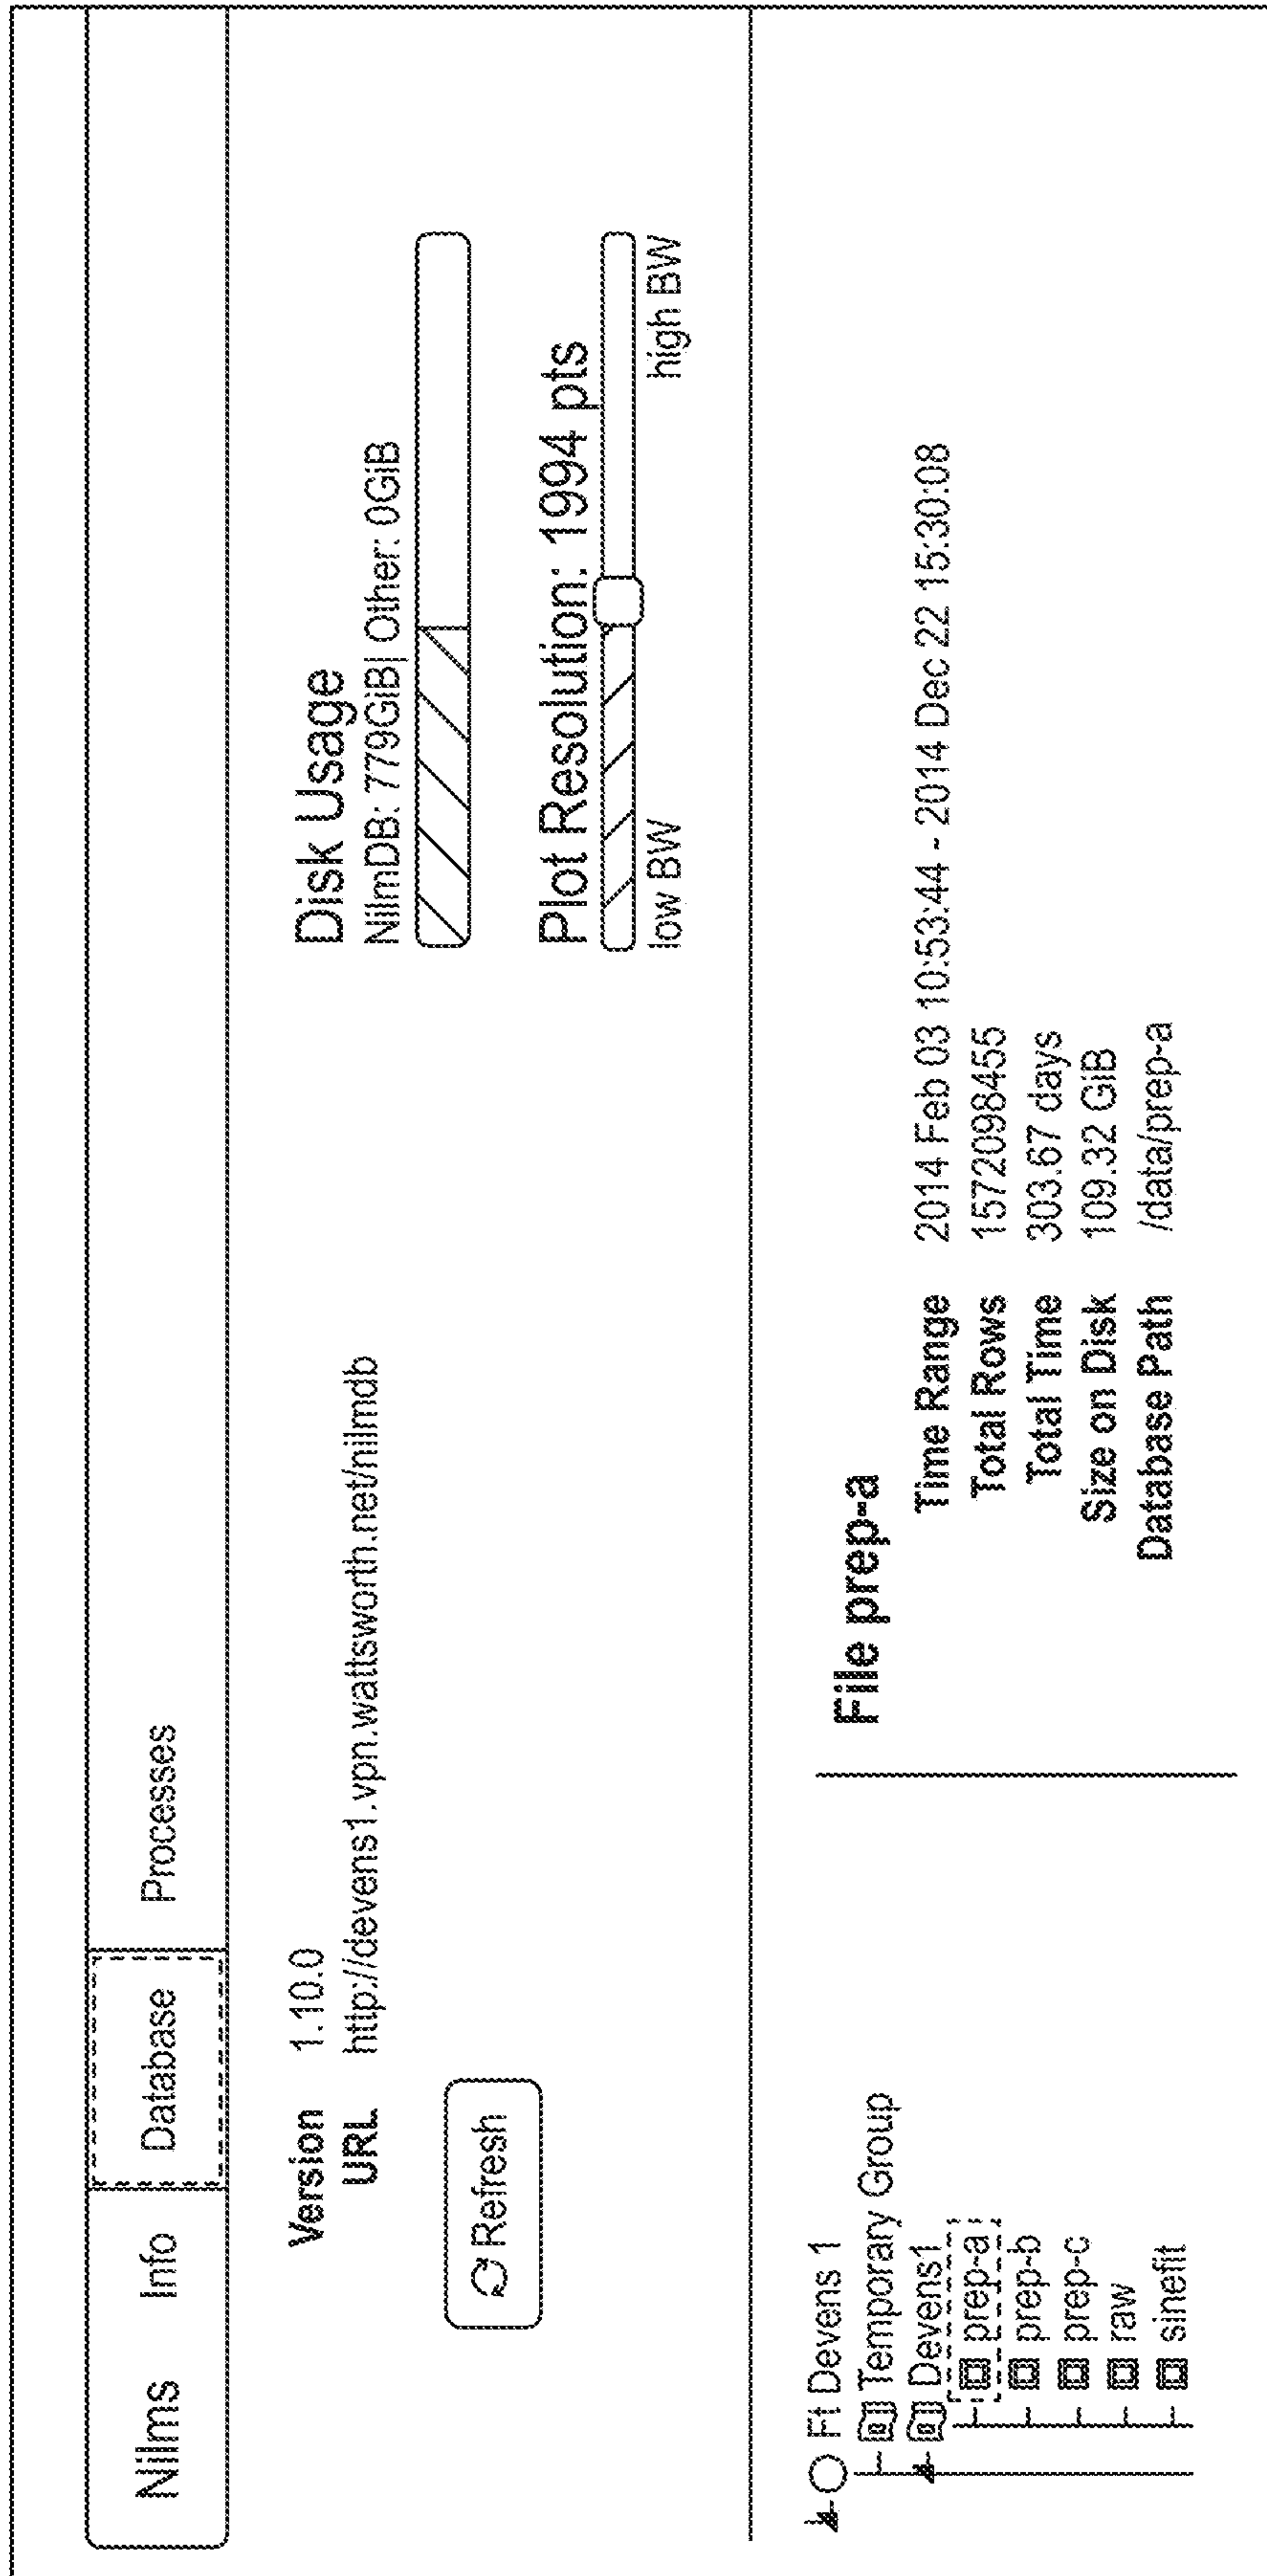 Nilms Info Database Processes
Version 1.10.0
URL http://devens1.vpn.wattsworth.net/nilmdb
Refresh
Disk Usage
NilmDB: 779GiB| Other: 0GiB
Plot Resolution: 1994 pts
low BW high BW
Ft Devens 1
Temporary Group
Devens1
prep-a
prep-b
prep-c
raw
sinefit
File prep-a
Time Range 2014 Feb 03 10:53:44 - 2014 Dec 22 15:30:08
Total Rows 1572098455
Total Time 303.67 days
Size on Disk 109.32 GiB
Database Path /data/prep-a